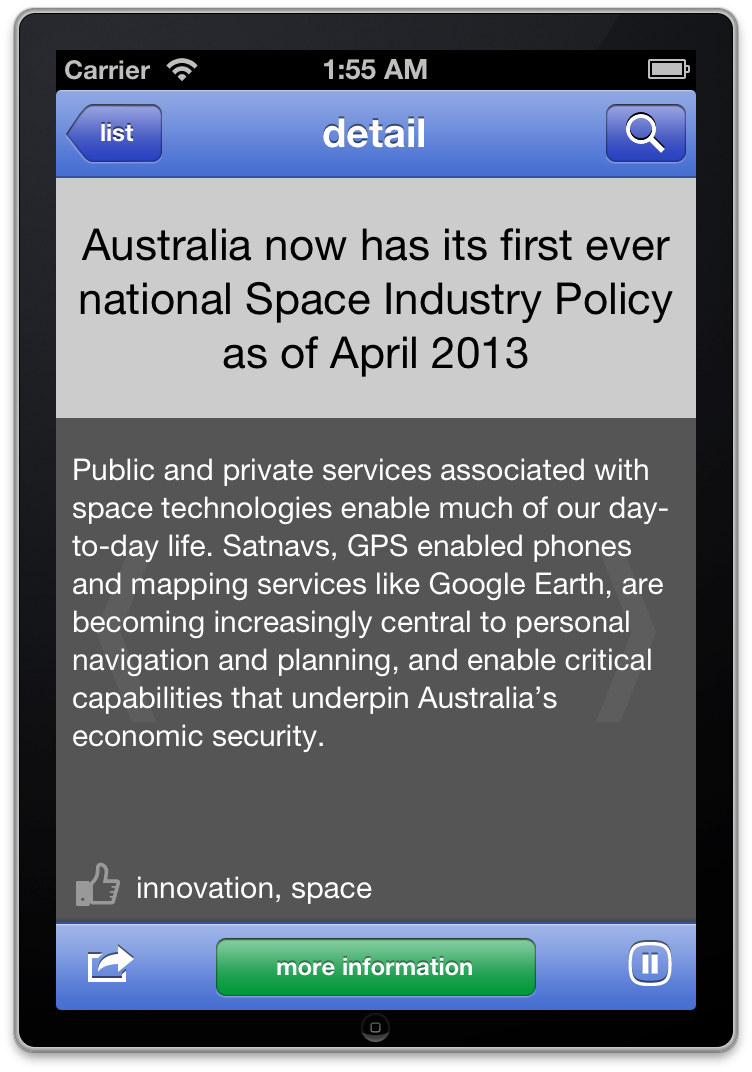 Carrier 1:55 AM
list detail
Australia now has its first ever
national Space Industry Policy
as of April 2013
Public and private services associated with
space technologies enable much of our day-
to-day life. Satnavs, GPS enabled phones
and mapping services like Google Earth, are
becoming increasingly central to personal
navigation and planning, and enable critical
capabilities that underpin Australia’s
economic security.
innovation, space
more information